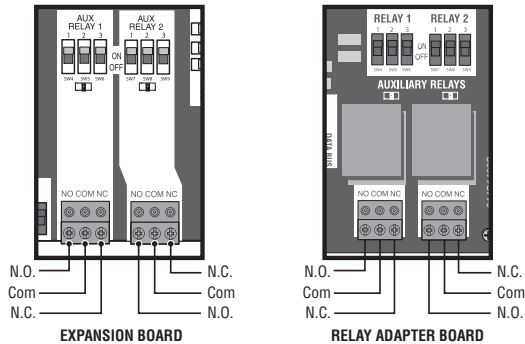 AUX RELAY 1
AUX RELAY 2
1 2 3
1 2 3
ON
OFF
SW4 SW5 SW6
SW7 SW8 SW9
NO COM NC
NO COM NC
N.O.
Com
N.C.
N.C.
Com
N.O.
EXPANSION BOARD
RELAY 1
RELAY 2
1 2 3
1 2 3
ON
OFF
SW4 SW5 SW6
SW7 SW8 SW9
AUXILIARY RELAYS
DATA BUS
NO COM NC
NO COM NC
N.O.
Com
N.C.
N.C.
Com
N.O.
RELAY ADAPTER BOARD